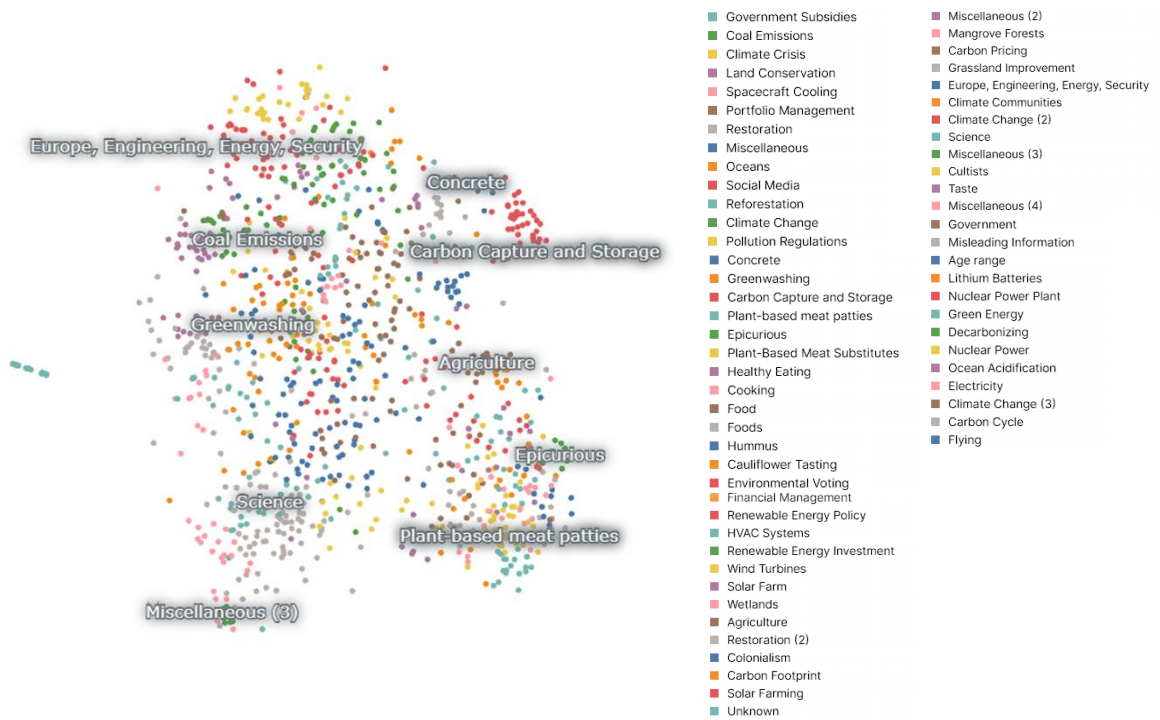 Europe, Engineering, Energy, Security
Concrete
Coal Emissions
Carbon Capture and Storage
Greenwashing
Agriculture
Epicurious
Science
Plant-based meat patties
Miscellaneous (3)
Government Subsidies
Coal Emissions
Climate Crisis
Land Conservation
Spacecraft Cooling
Portfolio Management
Restoration
Miscellaneous
Oceans
Social Media
Reforestation
Climate Change
Pollution Regulations
Concrete
Greenwashing
Carbon Capture and Storage
Plant-based meat patties
Epicurious
Plant-Based Meat Substitutes
Healthy Eating
Cooking
Food
Foods
Hummus
Cauliflower Tasting
Environmental Voting
Financial Management
Renewable Energy Policy
HVAC Systems
Renewable Energy Investment
Wind Turbines
Solar Farm
Wetlands
Agriculture
Restoration (2)
Colonialism
Carbon Footprint
Solar Farming
Unknown
Miscellaneous (2)
Mangrove Forests
Carbon Pricing
Grassland Improvement
Europe, Engineering, Energy, Security
Climate Communities
Climate Change (2)
Science
Miscellaneous (3)
Cultists
Taste
Miscellaneous (4)
Government
Misleading Information
Age range
Lithium Batteries
Nuclear Power Plant
Green Energy
Decarbonizing
Nuclear Power
Ocean Acidification
Electricity
Climate Change (3)
Carbon Cycle
Flying